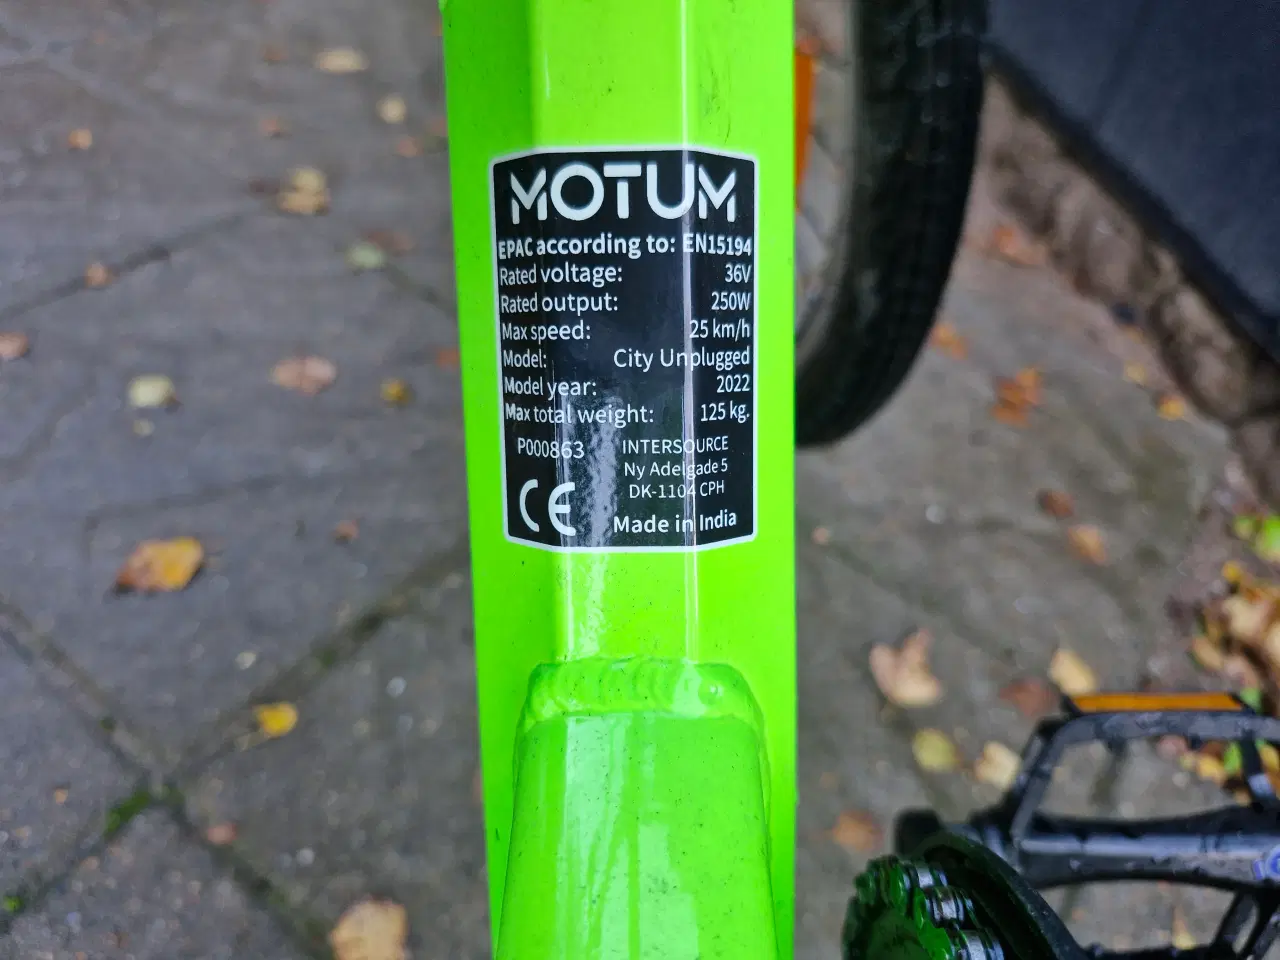 MOTUM
EPAC according to: EN15194
Rated voltage: 36V
Rated output: 250W
Max speed: 25 km/h
Model: City Unplugged
Model year: 2022
Max total weight: 125 kg.
P000863 INTERSOURCE
Ny Adelgade 5
DK-1104 CPH
CE Made in India